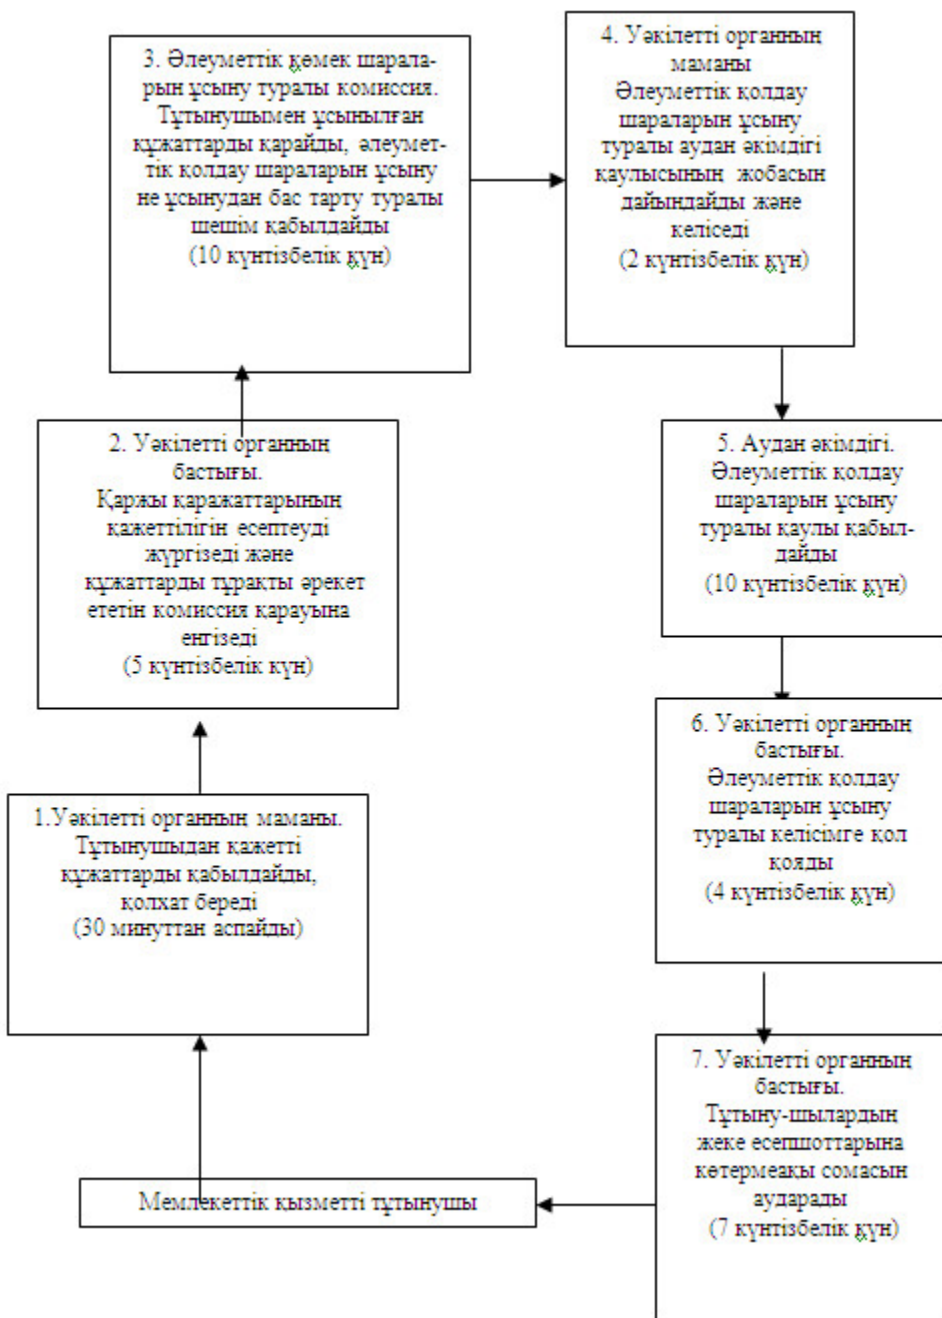 3. Әлеуметтік көмек шарала-
рын ұсыну туралы комиссия.
Тұтынушымен ұсынылған
құжаттарды қарайды, әлеумет-
тік қолдау шараларын ұсыну
не ұсынудан бас тарту туралы
шешім қабылдайды
(10 күнтізбелік күн)
4. Уәкілетті органның
маманы
Әлеуметтік қолдау
шараларын ұсыну
туралы аудан әкімдігі
қаулысының жобасын
дайындайды және
келіседі
(2 күнтізбелік күн)
2. Уәкілетті органның
бастығы.
Қаржы қаражаттарының
қажеттілігін есептеуді
жүргізеді және
құжаттарды тұрақты әрекет
ететін комиссия қарауына
енгізеді
(5 күнтізбелік күн)
5. Аудан әкімдігі.
Әлеуметтік қолдау
шараларын ұсыну
туралы қаулы қабыл-
дайды
(10 күнтізбелік күн)
1.Уәкілетті органның маманы.
Тұтынушыдан қажетті
құжаттарды қабылдайды,
қолхат береді
(30 минуттан аспайды)
6. Уәкілетті органның
бастығы.
Әлеуметтік қолдау
шараларын ұсыну
туралы келісімге қол
қояды
(4 күнтізбелік күн)
7. Уәкілетті органның
бастығы.
Тұтыну-шылардың
жеке есепшоттарына
көтермеақы сомасын
аударады
(7 күнтізбелік күн)
Мемлекеттік қызметті тұтынушы